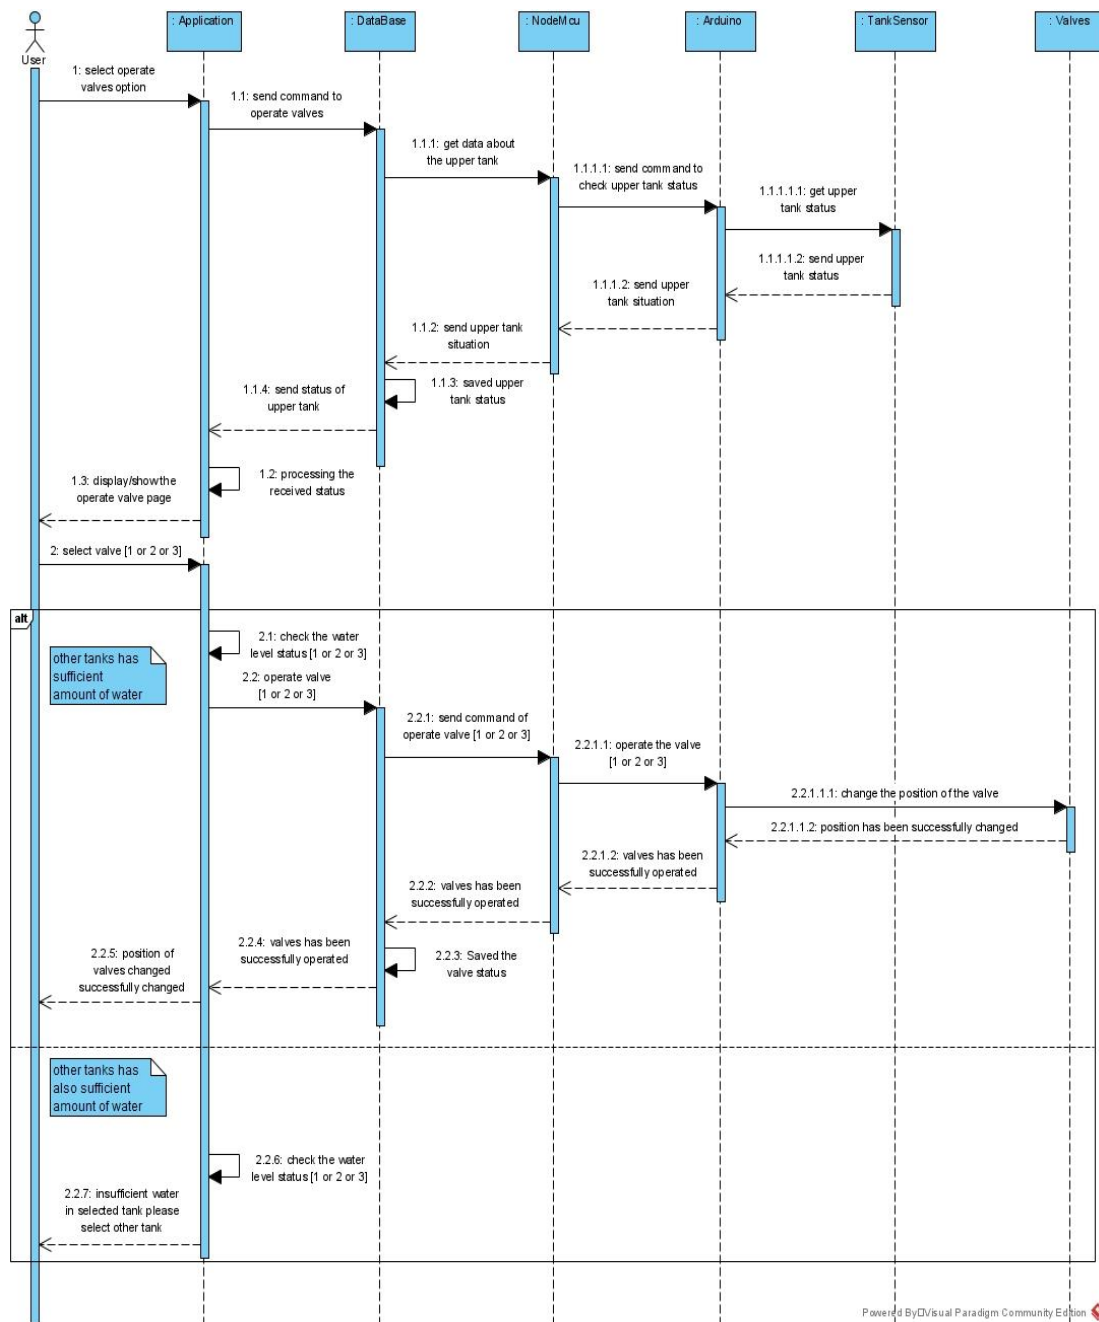 : Application
: DataBase
: NodeMcu
: Arduino
: TankSensor
: Valves
User
1: select operate
valves option
1.1: send command to
operate valves
1.1.1: get data about
the upper tank
1.1.1.1: send command to
check upper tank status
1.1.1.1.1: get upper
tank status
1.1.1.1.2: send upper
tank status
1.1.1.2: send upper
tank situation
1.1.2: send upper tank
situation
1.1.3: saved upper
tank status
1.1.4: send status of
upper tank
1.2: processing the
received status
1.3: display/showthe
operate valve page
2: select valve [1 or 2 or 3]
alt
other tanks has
sufficient
amount of water
2.1: check the water
level status [1 or 2 or 3]
2.2: operate valve
[1 or 2 or 3]
2.2.1: send command of
operate valve [1 or 2 or 3]
2.2.1.1: operate the valve
[1 or 2 or 3]
2.2.1.1.1: change the position of the valve
2.2.1.1.2: position has been successfully changed
2.2.1.2: valves has been
successfully operated
2.2.2: valves has been
successfully operated
2.2.3: Saved the
valve status
2.2.4: valves has been
successfully operated
2.2.5: position of
valves changed
successfully changed
other tanks has
also sufficient
amount of water
2.2.6: check the water
level status [1 or 2 or 3]
2.2.7: insufficient water
in selected tank please
select other tank
Powered By Visual Paradigm Community Edition